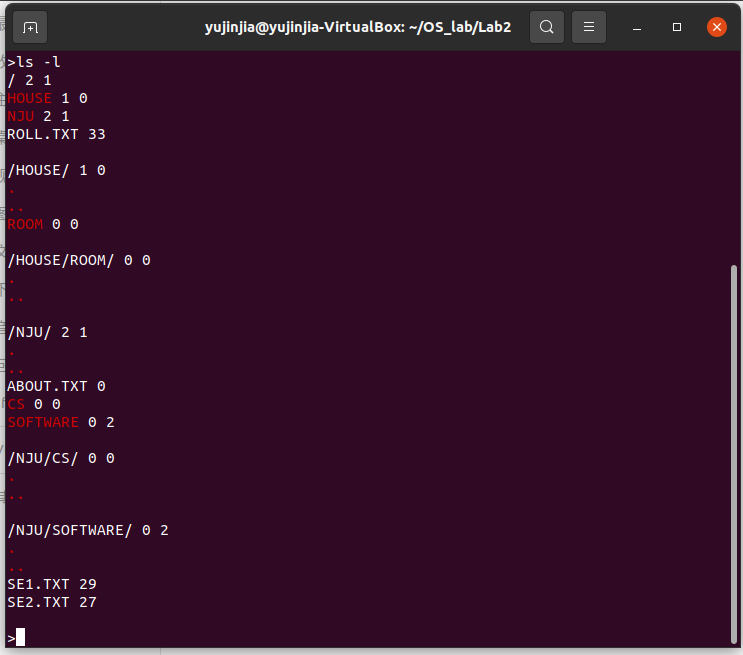 yujinjia@yujinjia-VirtualBox: ~/OS_lab/Lab2
>ls -l
/ 2 1
HOUSE 1 0
NJU 2 1
ROLL.TXT 33
/HOUSE/ 1 0
.
..
ROOM 0 0
/HOUSE/ROOM/ 0 0
.
..
/NJU/ 2 1
.
..
ABOUT.TXT 0
CS 0 0
SOFTWARE 0 2
/NJU/CS/ 0 0
.
..
/NJU/SOFTWARE/ 0 2
.
..
SE1.TXT 29
SE2.TXT 27
>